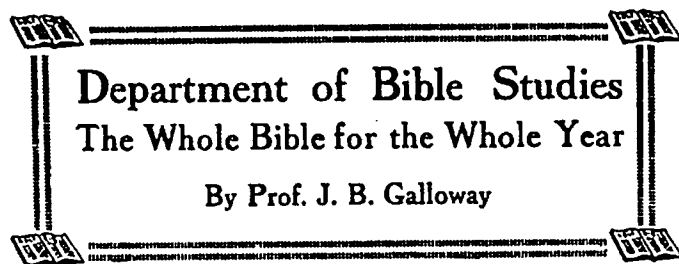 Department of Bible Studies
The Whole Bible for the Whole Year
By Prof. J. B. Galloway